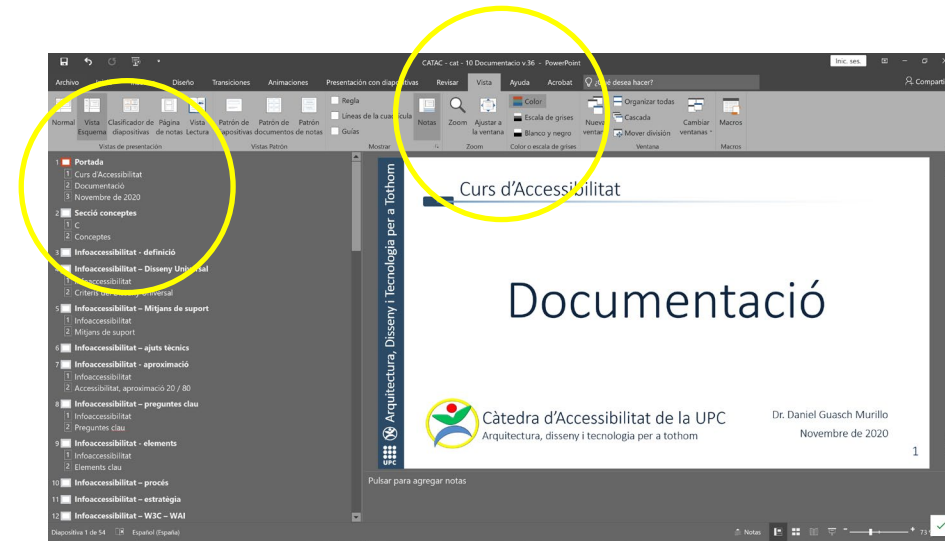 CATAC - cat - 10 Documentacio v.36 - PowerPoint
Inic. ses.
Archivo
Diseño Transiciones Animaciones Presentación con diapositivas Revisar Vista Ayuda Acrobat ¿Qué desea hacer?
Compartir
Normal
Vista Esquema
Clasificador de diapositivas
Página de notas
Vista Lectura
Vistas de presentación
Patrón de diapositivas
Patrón de documentos
Patrón de notas
Vistas Patrón
Regla
Líneas de la cuadrícula
Guías
Mostrar
Notas
Zoom
Ajustar a la ventana
Zoom
Color
Escala de grises
Blanco y negro
Color o escala de grises
Nueva ventana
Organizar todas
Cascada
Mover división
Cambiar ventanas
Ventana
Macros
Macros
1 Portada
1 Curs d'Accessibilitat
2 Documentació
3 Novembre de 2020
2 Secció conceptes
1 C
2 Conceptes
3 Infoaccessibilitat - definició
4 Infoaccessibilitat – Disseny Universal
1 Infoaccessibilitat
2 Criteris del Disseny Universal
5 Infoaccessibilitat – Mitjans de suport
1 Infoaccessibilitat
2 Mitjans de suport
6 Infoaccessibilitat – ajuts tècnics
7 Infoaccessibilitat - aproximació
1 Infoaccessibilitat
2 Accessibilitat, aproximació 20 / 80
8 Infoaccessibilitat – preguntes clau
1 Infoaccessibilitat
2 Preguntes clau
9 Infoaccessibilitat - elements
1 Infoaccessibilitat
2 Elements clau
10 Infoaccessibilitat – procés
11 Infoaccessibilitat – estratègia
12 Infoaccessibilitat – W3C – WAI
UPC Arquitectura, Disseny i Tecnologia per a Tothom
Curs d'Accessibilitat
Documentació
Càtedra d'Accessibilitat de la UPC
Arquitectura, disseny i tecnologia per a tothom
Dr. Daniel Guasch Murillo
Novembre de 2020
1
Pulsar para agregar notas
Diapositiva 1 de 54 Español (España)
Notas